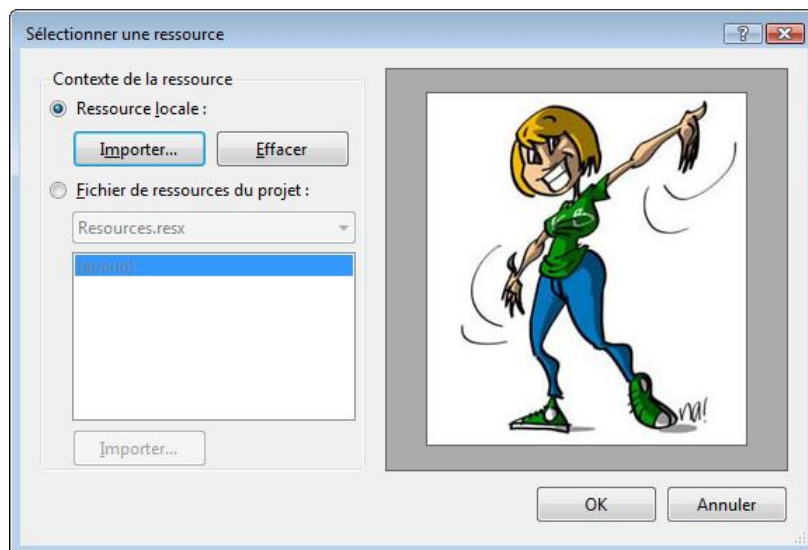 Sélectionner une ressource
?
Contexte de la ressource
Ressource locale :
Importer...
Effacer
Fichier de ressources du projet :
Resources.resx
(aucun)
Importer...
na!
OK
Annuler